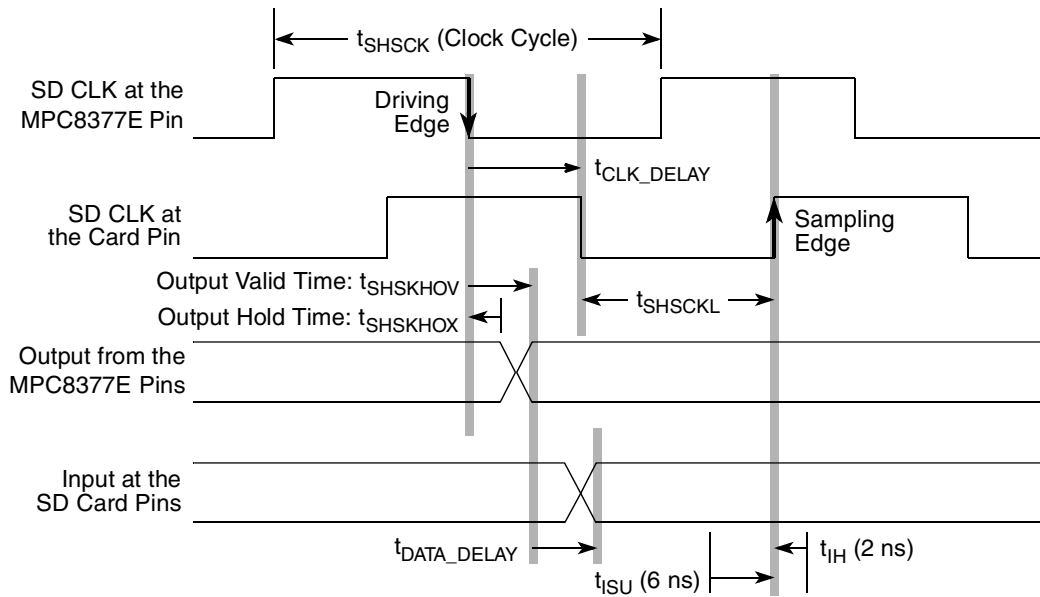 t_SHSCK (Clock Cycle)
SD CLK at the
MPC8377E Pin
Driving
Edge
t_CLK_DELAY
SD CLK at
the Card Pin
Sampling
Edge
Output Valid Time: t_SHSKHOV
t_SHSCKL
Output Hold Time: t_SHSKHOX
Output from the
MPC8377E Pins
Input at the
SD Card Pins
t_DATA_DELAY
t_IH (2 ns)
t_ISU (6 ns)